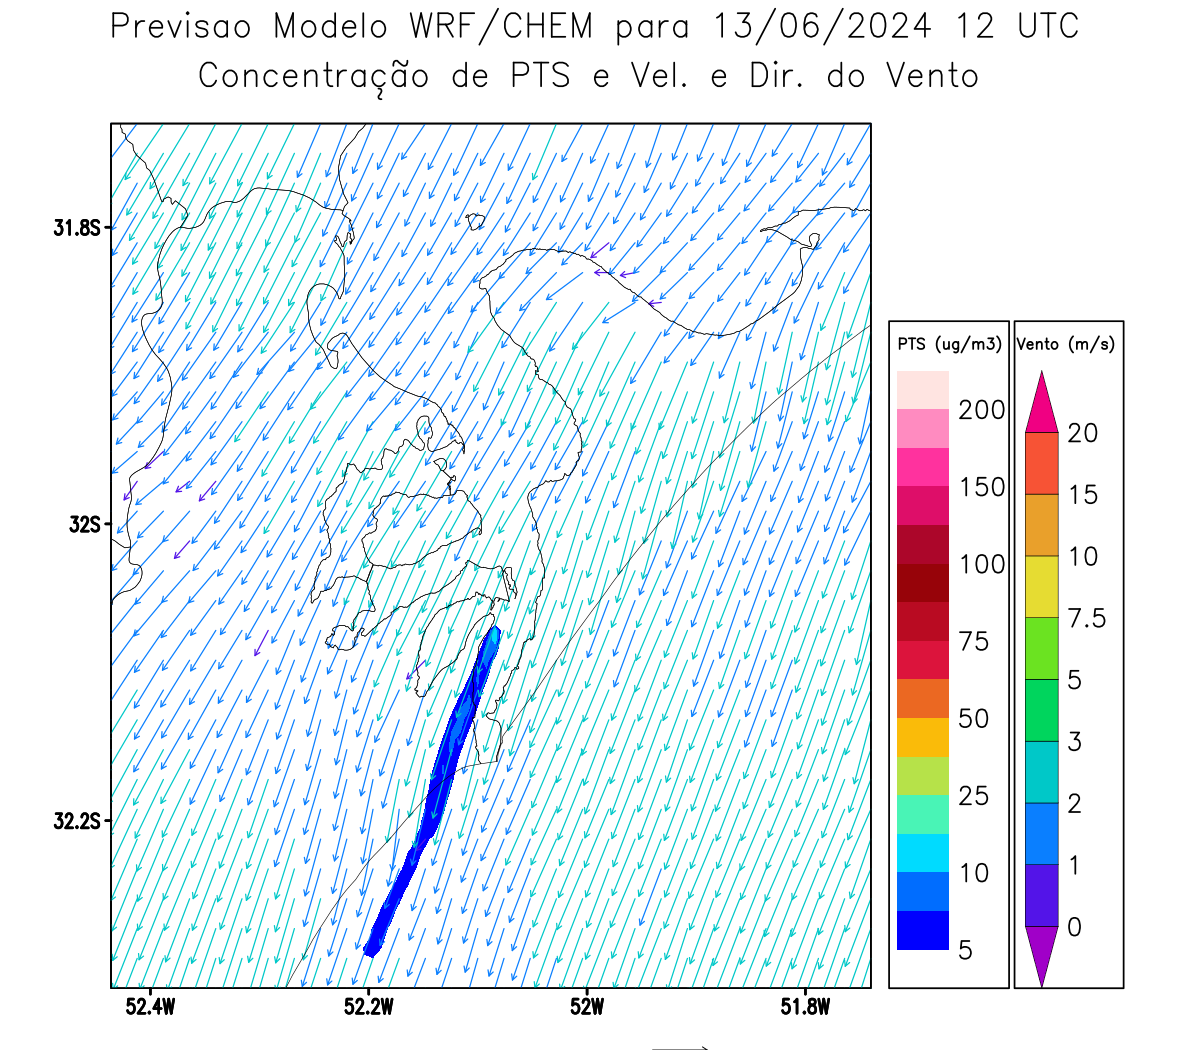 Previsao Modelo WRF/CHEM para 13/06/2024 12 UTC
Concentração de PTS e Vel. e Dir. do Vento
31.8S
32S
32.2S
52.4W
52.2W
52W
51.8W
PTS (ug/m3)
200
150
100
75
50
25
10
5
Vento (m/s)
20
15
10
7.5
5
3
2
1
0